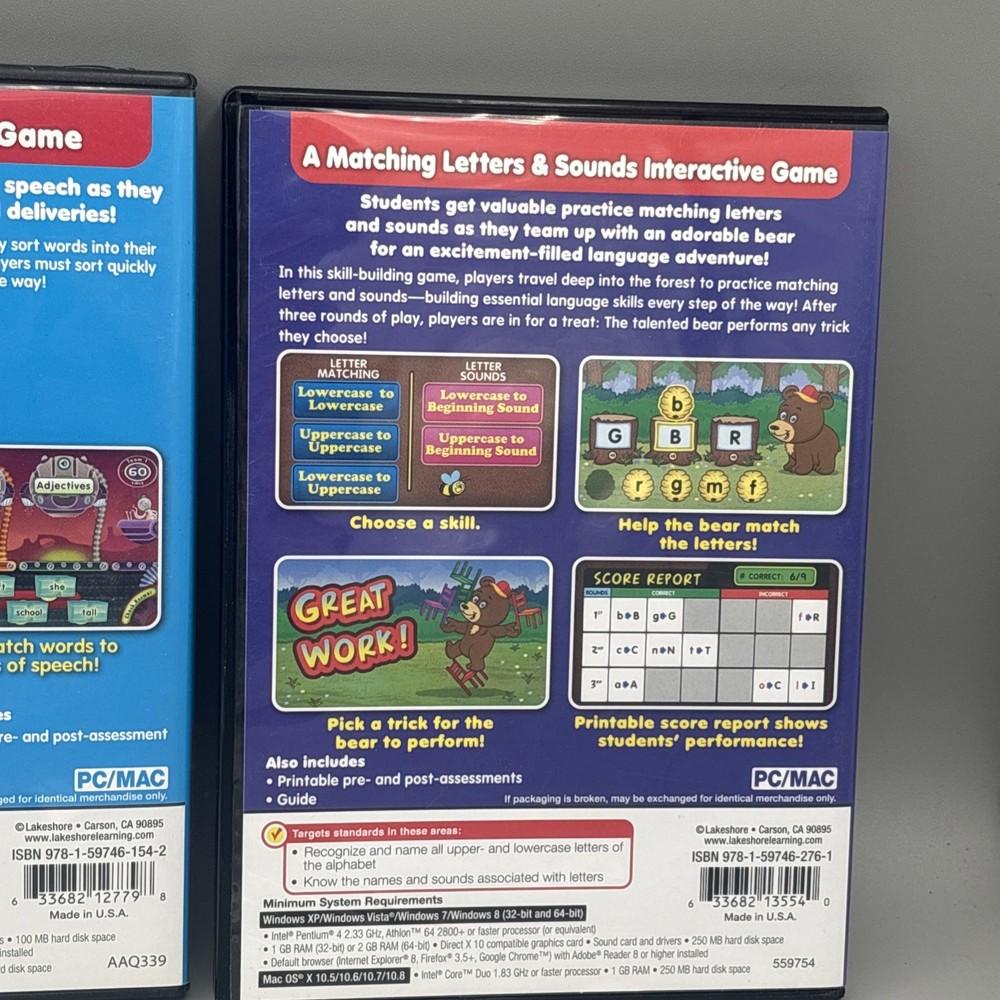 Game
speech as they
deliveries!
y sort words into their
yers must sort quickly
e way!
60
Adjectives
she
school
tall
atch words to
of speech!
es
re- and post-assessment
PC/MAC
ged for identical merchandise only.
©Lakeshore • Carson, CA 90895
www.lakeshorelearning.com
ISBN 978-1-59746-154-2
6 33682 12779 8
Made in U.S.A.
s • 100 MB hard disk space
installed
d disk space
AAQ339
A Matching Letters & Sounds Interactive Game
Students get valuable practice matching letters
and sounds as they team up with an adorable bear
for an excitement-filled language adventure!
In this skill-building game, players travel deep into the forest to practice matching
letters and sounds—building essential language skills every step of the way! After
three rounds of play, players are in for a treat: The talented bear performs any trick
they choose!
LETTER
MATCHING
LETTER
SOUNDS
Lowercase to
Lowercase
Uppercase to
Uppercase
Lowercase to
Uppercase
Lowercase to
Beginning Sound
Uppercase to
Beginning Sound
Choose a skill.
b
G B R
r g m f
Help the bear match
the letters!
GREAT
WORK!
Pick a trick for the
bear to perform!
SCORE REPORT
# CORRECT: 6/9
ROUNDS CORRECT INCORRECT
1st b B g G f R
2nd c C n N t T
3rd a A o C l I
Printable score report shows
students' performance!
Also includes
• Printable pre- and post-assessments
• Guide
PC/MAC
If packaging is broken, may be exchanged for identical merchandise only.
Targets standards in these areas:
• Recognize and name all upper- and lowercase letters of
the alphabet
• Know the names and sounds associated with letters
©Lakeshore • Carson, CA 90895
www.lakeshorelearning.com
ISBN 978-1-59746-276-1
6 33682 13554 0
Made in U.S.A.
Minimum System Requirements
Windows XP/Windows Vista®/Windows 7/Windows 8 (32-bit and 64-bit)
• Intel® Pentium® 4 2.33 GHz, Athlon™ 64 2800+ or faster processor (or equivalent)
• 1 GB RAM (32-bit) or 2 GB RAM (64-bit) • Direct X 10 compatible graphics card • Sound card and drivers • 250 MB hard disk space
• Default browser (Internet Explorer® 8, Firefox® 3.5+, Google Chrome™) with Adobe® Reader 8 or higher installed
Mac OS® X 10.5/10.6/10.7/10.8 • Intel® Core™ Duo 1.83 GHz or faster processor • 1 GB RAM • 250 MB hard disk space
559754